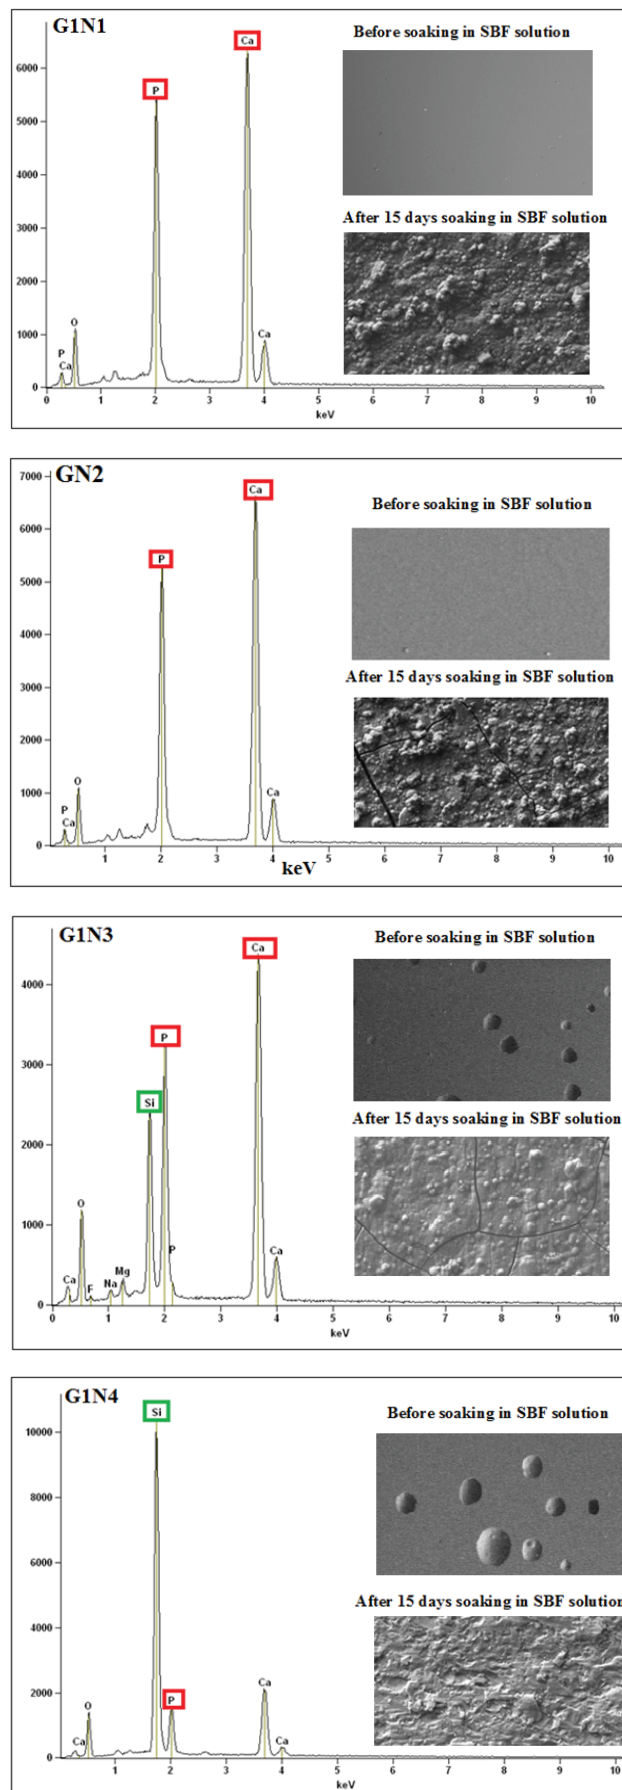 G1N1
Before soaking in SBF solution
After 15 days soaking in SBF solution
Ca
P
O
P
Ca
Ca
6000
5000
4000
3000
2000
1000
0
0 1 2 3 4 5 6 7 8 9 10
keV
GN2
Before soaking in SBF solution
After 15 days soaking in SBF solution
Ca
P
O
P
Ca
Ca
7000
6000
5000
4000
3000
2000
1000
0
0 1 2 3 4 5 6 7 8 9 10
keV
G1N3
Before soaking in SBF solution
After 15 days soaking in SBF solution
Ca
P
Si
O
P
Ca
F
Na
Mg
Ca
4000
3000
2000
1000
0
0 1 2 3 4 5 6 7 8 9 10
keV
G1N4
Before soaking in SBF solution
After 15 days soaking in SBF solution
Si
P
Ca
O
Ca
Ca
10000
8000
6000
4000
2000
0
1 2 3 4 5 6 7 8 9 10
keV